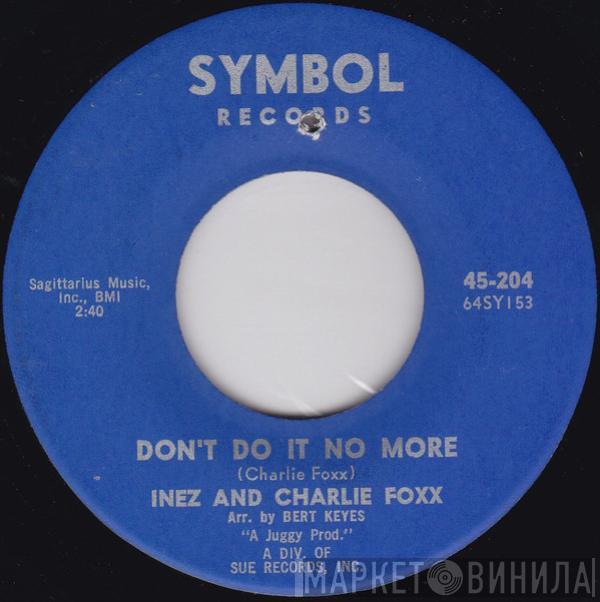 SYMBOL
RECORDS
Sagittarius Music,
Inc., BMI
2:40
45-204
64SY153
DON'T DO IT NO MORE
(Charlie Foxx)
INEZ AND CHARLIE FOXX
Arr. by BERT KEYES
"A Juggy Prod."
A DIV. OF
SUE RECORDS, INC.
МАРКЕТ ВИНИЛА